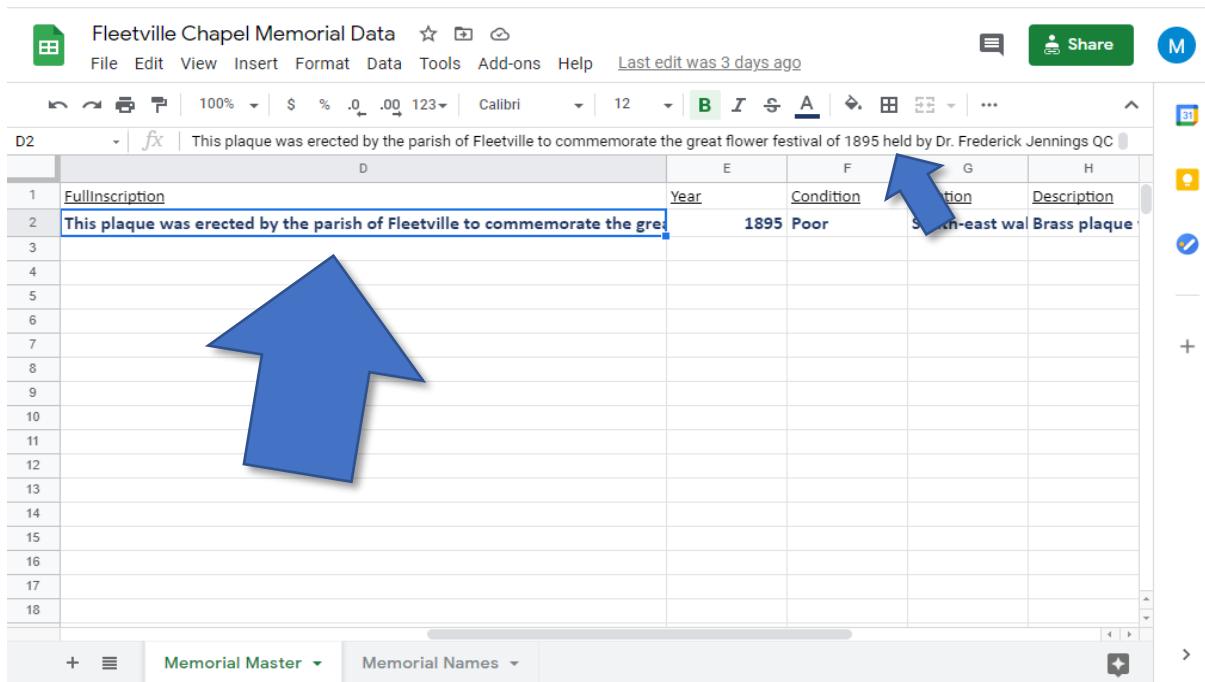 Fleetville Chapel Memorial Data
File Edit View Insert Format Data Tools Add-ons Help Last edit was 3 days ago
Share
M
100% $ % .0 .00 123 Calibri 12 B I S A
31
D2 fx This plaque was erected by the parish of Fleetville to commemorate the great flower festival of 1895 held by Dr. Frederick Jennings QC
D E F G H
1 FullInscription Year Condition Description
2 This plaque was erected by the parish of Fleetville to commemorate the 1895 Poor Brass plaque
3
4
5
6
7
8
9
10
11
12
13
14
15
16
17
18
Memorial Master Memorial Names